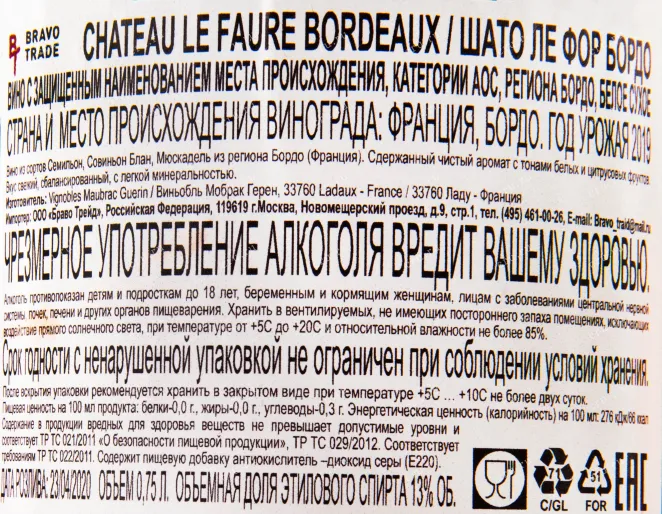 BRAVO
TRADE
CHATEAU LE FAURE BORDEAUX / ШАТО ЛЕ ФОР БОРДО
ВИНО С ЗАЩИЩЕННЫМ НАИМЕНОВАНИЕМ МЕСТА ПРОИСХОЖДЕНИЯ, КАТЕГОРИИ АОС, РЕГИОНА БОРДО, БЕЛОЕ СУХОЕ
СТРАНА И МЕСТО ПРОИСХОЖДЕНИЯ ВИНОГРАДА: ФРАНЦИЯ, БОРДО. ГОД УРОЖАЯ 2019
Вино из сортов Семильон, Совиньон Блан, Мюскадель из региона Бордо (Франция). Сдержанный чистый аромат с тонами белых и цитрусовых фруктов.
Вкус свежий, сбалансированный, с легкой минеральностью.
Изготовитель: Vignobles Maubrac Guerin / Виньобль Мобрак Герен, 33760 Ladaux - France / 33760 Ладу - Франция
Импортер: ООО «Браво Трейд», Российская Федерация, 119619 г.Москва, Новомещерский проезд, д.9, стр.1, тел. (495) 461-00-26, E-mail: Bravo_traid@mail.ru
ЧРЕЗМЕРНОЕ УПОТРЕБЛЕНИЕ АЛКОГОЛЯ ВРЕДИТ ВАШЕМУ ЗДОРОВЬЮ.
Алкоголь противопоказан детям и подросткам до 18 лет, беременным и кормящим женщинам, лицам с заболеваниями центральной нервной
системы, почек, печени и других органов пищеварения. Хранить в вентилируемых, не имеющих постороннего запаха помещениях, исключающих
воздействие прямого солнечного света, при температуре от +5С до +20С и относительной влажности не более 85%.
Срок годности с ненарушенной упаковкой не ограничен при соблюдении условий хранения.
После вскрытия упаковки рекомендуется хранить в закрытом виде при температуре +5С ... +10С не более двух суток.
Пищевая ценность на 100 мл продукта: белки-0,0 г., жиры-0,0 г., углеводы-0,3 г. Энергетическая ценность (калорийность) на 100 мл: 276 кДж/66 ккал
Содержание в продукции вредных для здоровья веществ не превышает допустимые уровни и
соответствует ТР ТС 021/2011 «О безопасности пищевой продукции», ТР ТС 029/2012. Соответствует
требованиям ТР ТС 022/2011. Содержит пищевую добавку антиокислитель –диоксид серы (Е220).
ДАТА РОЗЛИВА: 23/04/2020 ОБЪЕМ 0,75 Л. ОБЪЕМНАЯ ДОЛЯ ЭТИЛОВОГО СПИРТА 13% ОБ.
71
C/GL
51
FOR
EAC